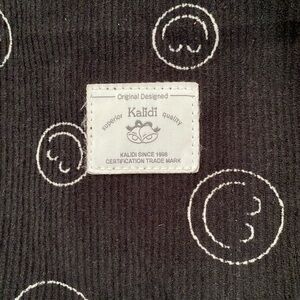 Original Designed
Kalidi
superior quality
KALIDI SINCE 1998
CERTIFICATION TRADE MARK